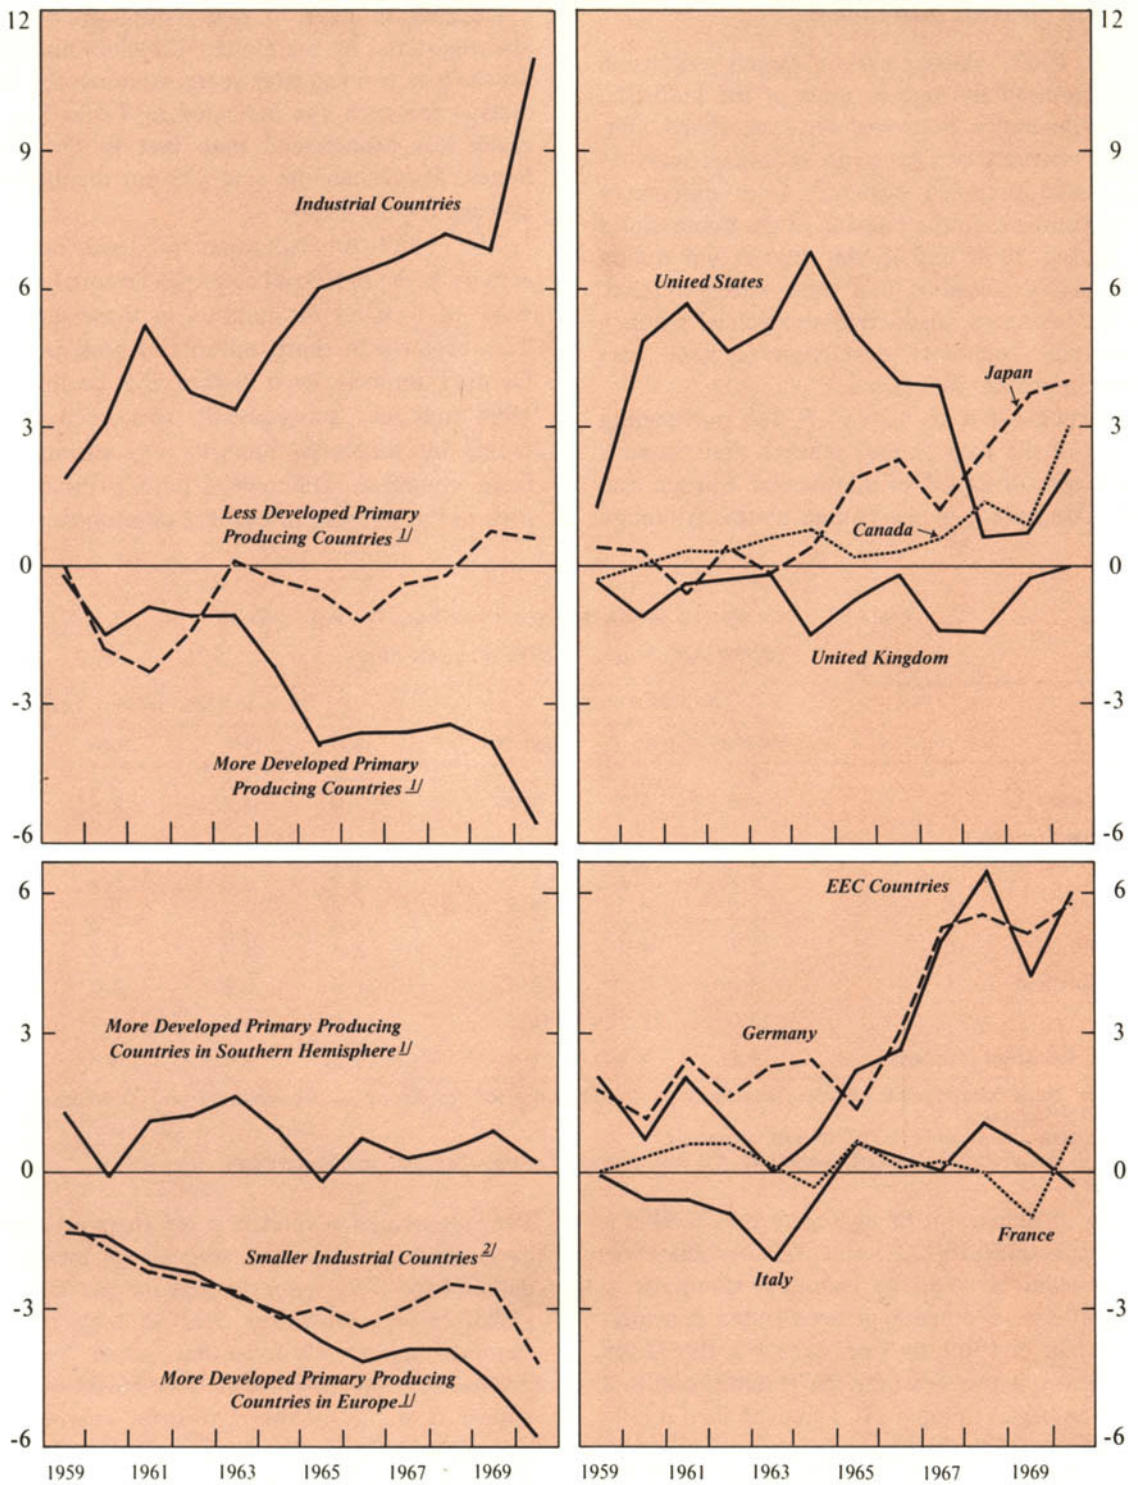 12
12
9
9
Industrial Countries
6
United States
6
Japan
3
3
Less Developed Primary
Producing Countries 1/
Canada
0
0
United Kingdom
-3
-3
More Developed Primary
Producing Countries 1/
-6
-6
6
EEC Countries
6
3
More Developed Primary Producing
Countries in Southern Hemisphere 1/
Germany
3
0
0
Smaller Industrial Countries 2/
France
Italy
-3
-3
More Developed Primary Producing
Countries in Europe 1/
-6
-6
1959 1961 1963 1965 1967 1969
1959 1961 1963 1965 1967 1969